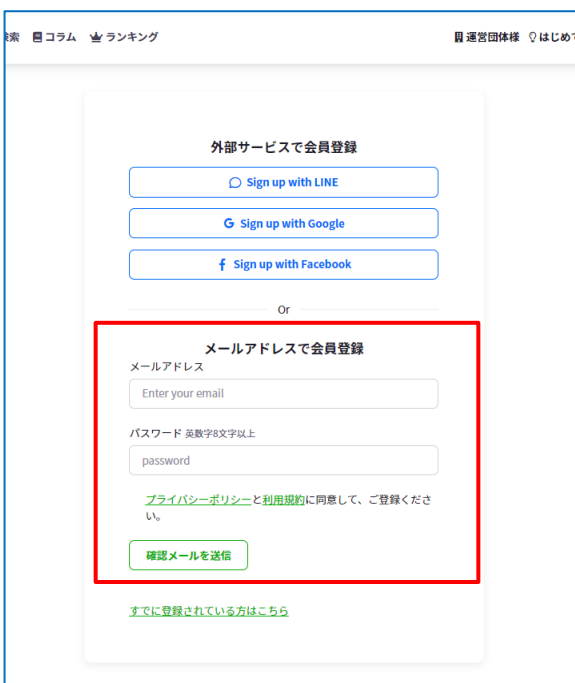 索 コラム ランキング 運営団体様 はじめて
外部サービスで会員登録
Sign up with LINE
G Sign up with Google
f Sign up with Facebook
Or
メールアドレスで会員登録
メールアドレス
Enter your email
パスワード 英数字8文字以上
password
プライバシーポリシーと利用規約に同意して、ご登録くださ
い。
確認メールを送信
すでに登録されている方はこちら